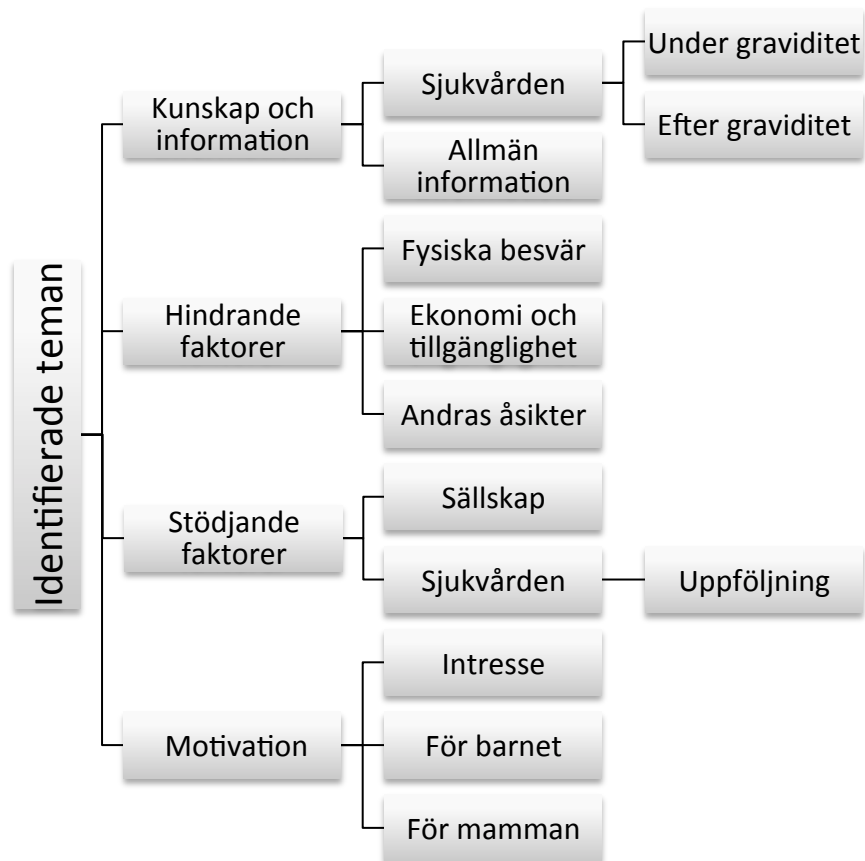 Identifierade teman
Kunskap och
information
Sjukvården
Under graviditet
Efter graviditet
Allmän
information
Hindrande
faktorer
Fysiska besvär
Ekonomi och
tillgänglighet
Andras åsikter
Stödjande
faktorer
Sällskap
Sjukvården
Uppföljning
Motivation
Intresse
För barnet
För mamman